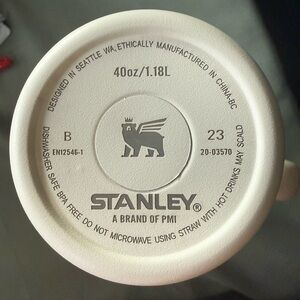 DESIGNED IN SEATTLE WA, ETHICALLY MANUFACTURED IN CHINA-BC
40oz/1.18L
B
EN12546-1
23
20-03570
STANLEY®
A BRAND OF PMI
DISHWASHER SAFE BPA FREE DO NOT MICROWAVE USING STRAW WITH HOT DRINKS MAY SCALD